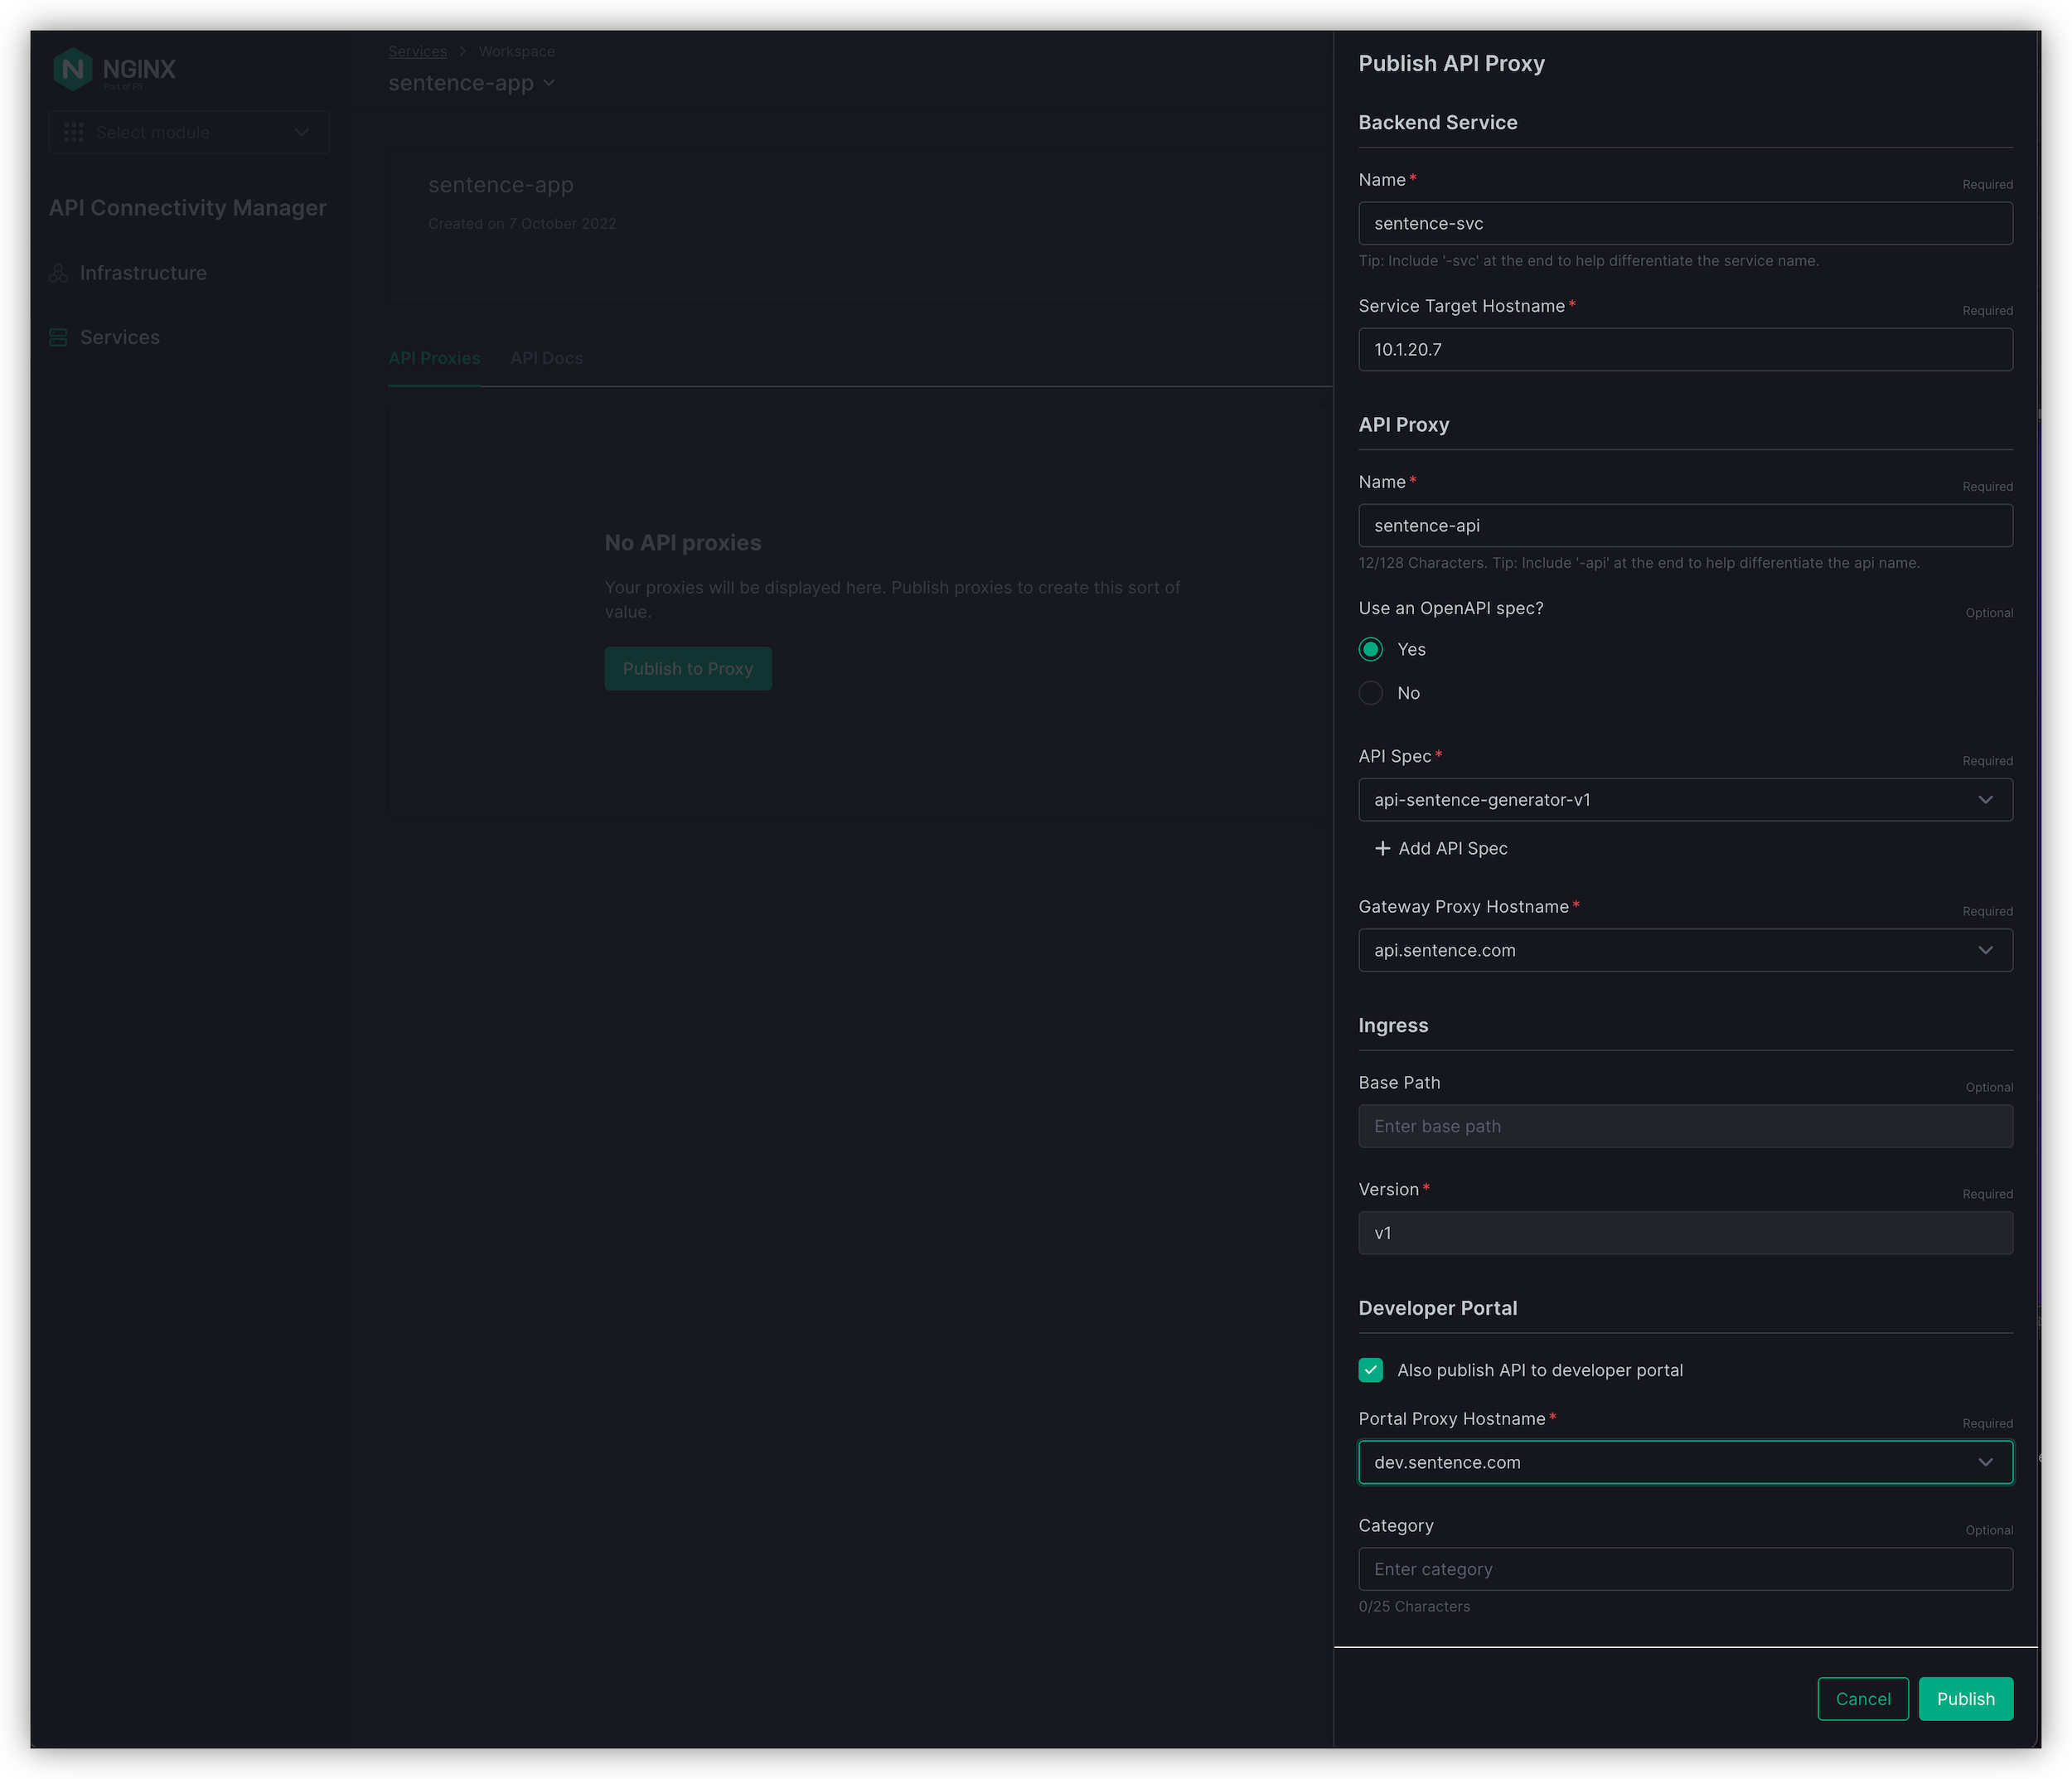 NGINX
Part of F5
Select module
API Connectivity Manager
Infrastructure
Services
Services > Workspace
sentence-app
sentence-app
Created on 7 October 2022
API Proxies
API Docs
No API proxies
Your proxies will be displayed here. Publish proxies to create this sort of
value.
Publish to Proxy
Publish API Proxy
Backend Service
Name*
Required
sentence-svc
Tip: Include '-svc' at the end to help differentiate the service name.
Service Target Hostname*
Required
10.1.20.7
API Proxy
Name*
Required
sentence-api
12/128 Characters. Tip: Include '-api' at the end to help differentiate the api name.
Use an OpenAPI spec?
Optional
Yes
No
API Spec*
Required
api-sentence-generator-v1
+ Add API Spec
Gateway Proxy Hostname*
Required
api.sentence.com
Ingress
Base Path
Optional
Enter base path
Version*
Required
v1
Developer Portal
Also publish API to developer portal
Portal Proxy Hostname*
Required
dev.sentence.com
Category
Optional
Enter category
0/25 Characters
Cancel
Publish